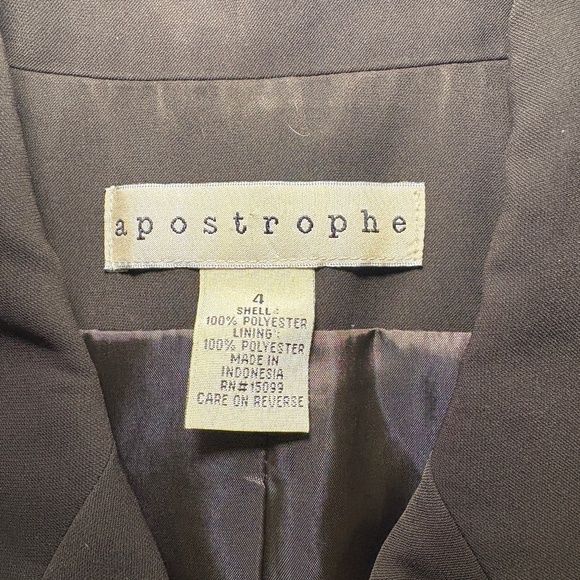 apostrophe
4
SHELL:
100% POLYESTER
LINING:
100% POLYESTER
MADE IN
INDONESIA
RN#15099
CARE ON REVERSE